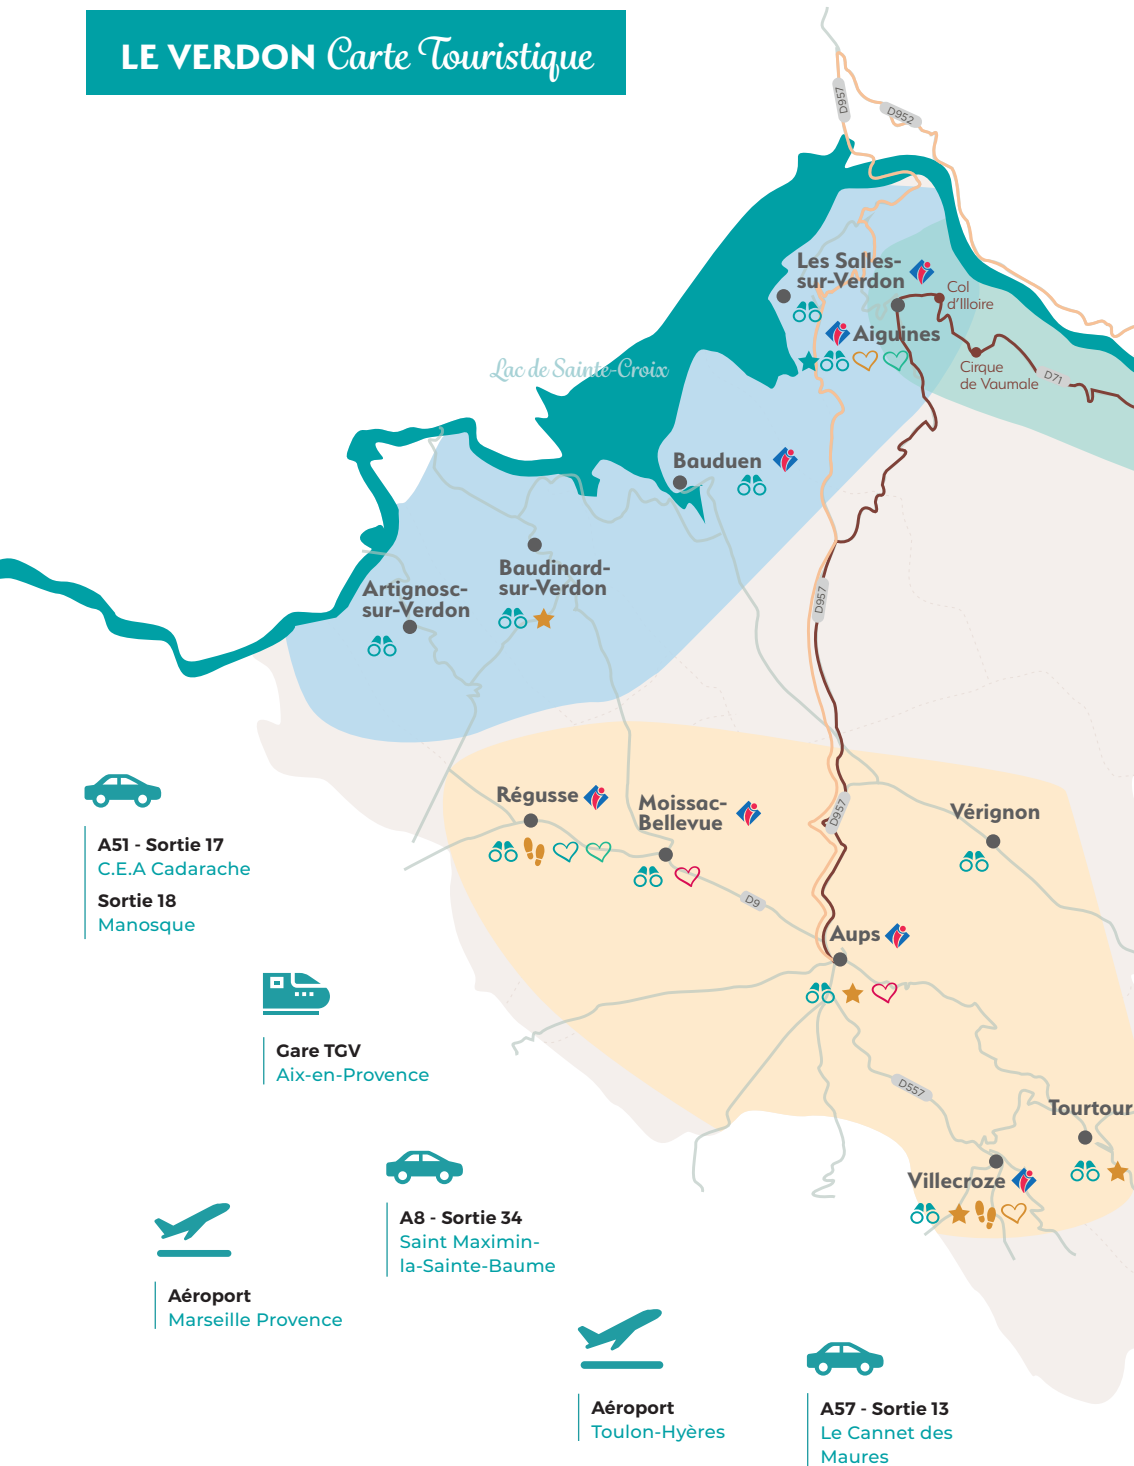 LE VERDON Carte Touristique
D957
D952
Les Salles-
sur-Verdon
Col
d'Illoire
Aiguines
Cirque
de Vaumale
D71
Lac de Sainte-Croix
Bauduen
Baudinard-
sur-Verdon
Artignosc-
sur-Verdon
D957
Régusse
Moissac-
Bellevue
D957
Vérignon
D9
Aups
D557
Tourtour
Villecroze
A51 - Sortie 17
C.E.A Cadarache
Sortie 18
Manosque
Gare TGV
Aix-en-Provence
A8 - Sortie 34
Saint Maximin-
la-Sainte-Baume
Aéroport
Marseille Provence
Aéroport
Toulon-Hyères
A57 - Sortie 13
Le Cannet des
Maures